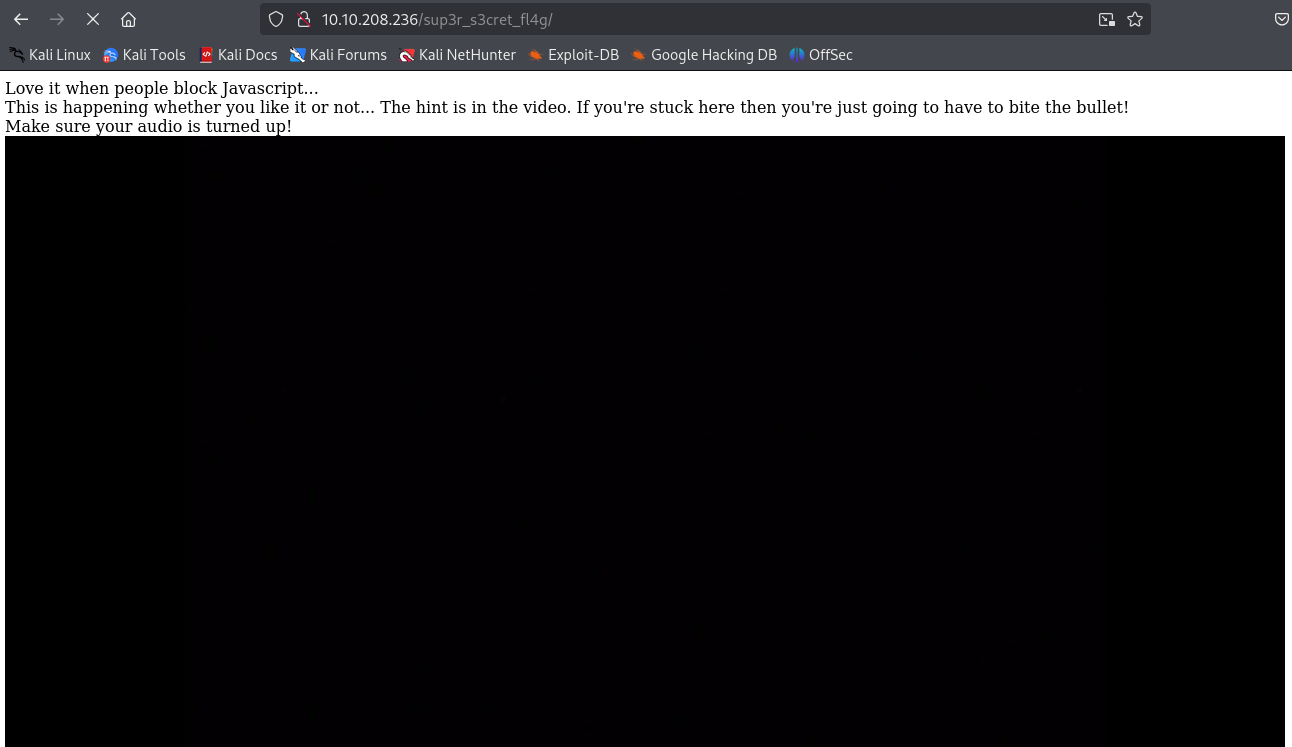 10.10.208.236/sup3r_s3cret_fl4g/
Kali Linux Kali Tools Kali Docs Kali Forums Kali NetHunter Exploit-DB Google Hacking DB OffSec
Love it when people block Javascript...
This is happening whether you like it or not... The hint is in the video. If you're stuck here then you're just going to have to bite the bullet!
Make sure your audio is turned up!